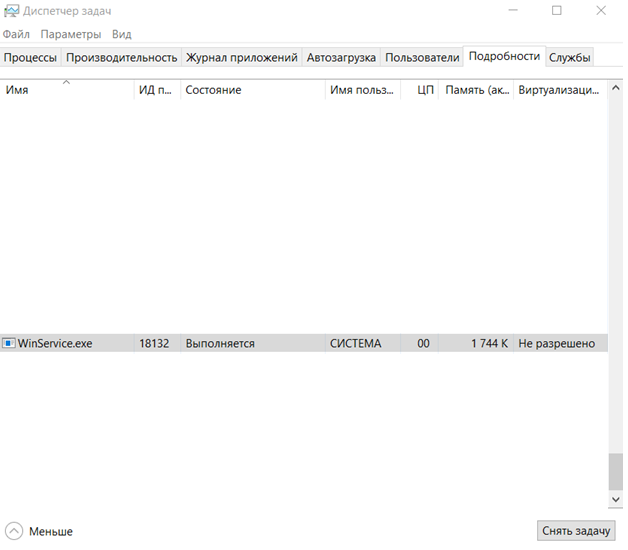 Диспетчер задач
Файл Параметры Вид
Процессы Производительность Журнал приложений Автозагрузка Пользователи Подробности Службы
Имя ИД п... Состояние Имя польз... ЦП Память (ак... Виртуализаци...
WinService.exe 18132 Выполняется СИСТЕМА 00 1 744 K Не разрешено
Меньше Снять задачу